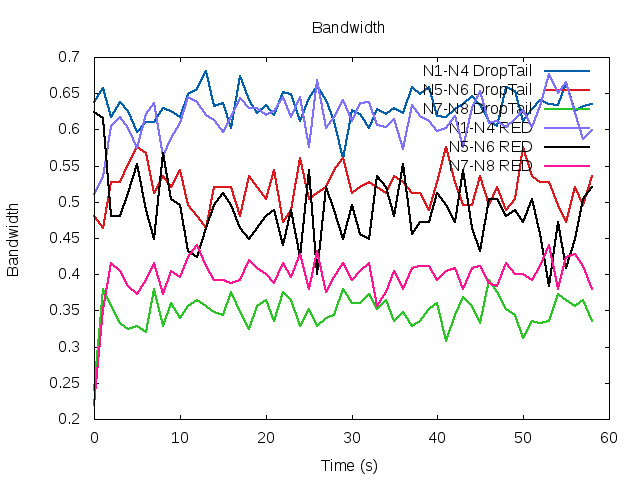 Bandwidth
0.7
0.65
0.6
0.55
0.5
0.45
0.4
0.35
0.3
0.25
0.2
Bandwidth
N1-N4 DropTail
N5-N6 DropTail
N7-N8 DropTail
N1-N4 RED
N5-N6 RED
N7-N8 RED
0 10 20 30 40 50 60
Time (s)